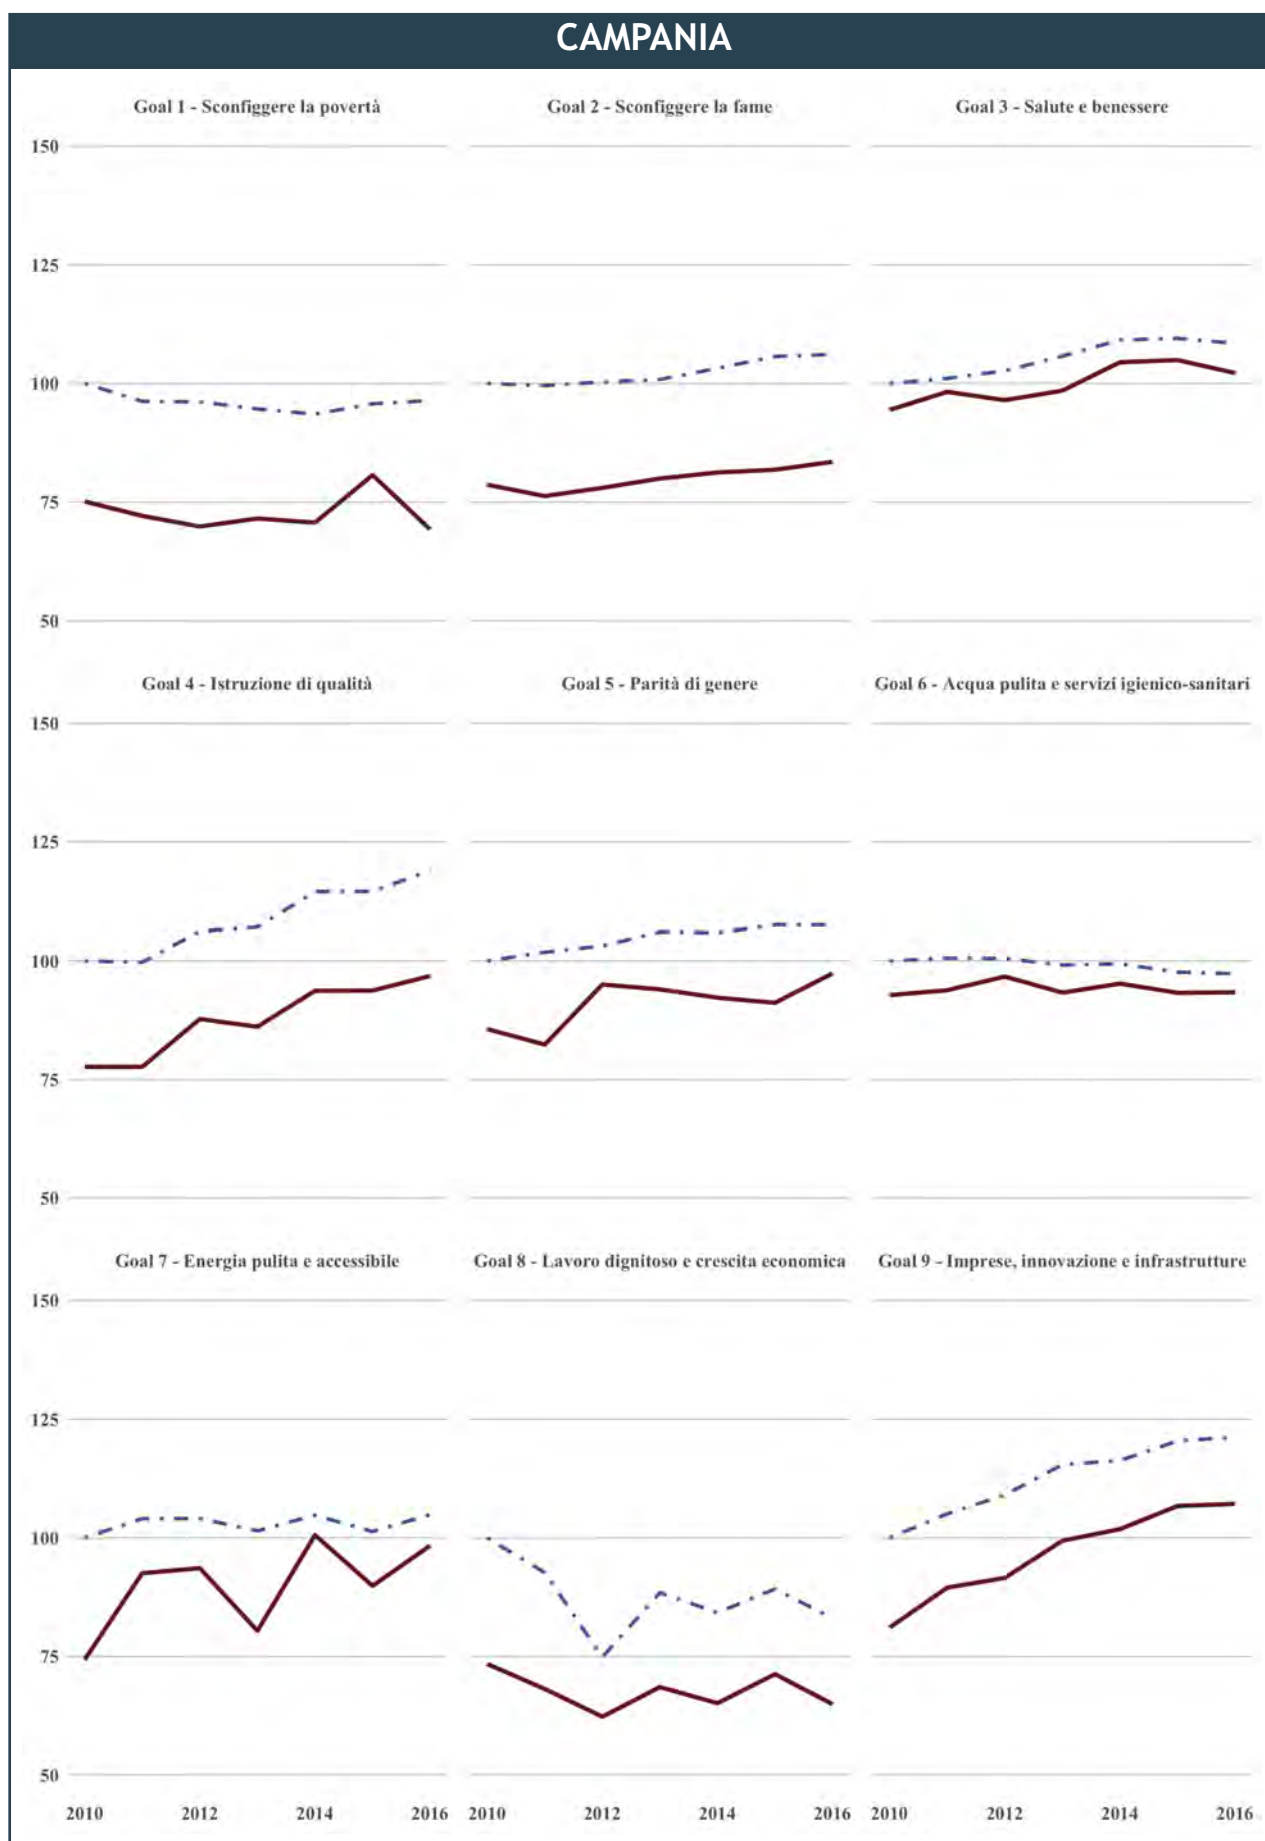 CAMPANIA
Goal 1 - Sconfiggere la povertà
Goal 2 - Sconfiggere la fame
Goal 3 - Salute e benessere
150
125
100
75
50
Goal 4 - Istruzione di qualità
Goal 5 - Parità di genere
Goal 6 - Acqua pulita e servizi igienico-sanitari
150
125
100
75
50
Goal 7 - Energia pulita e accessibile
Goal 8 - Lavoro dignitoso e crescita economica
Goal 9 - Imprese, innovazione e infrastrutture
150
125
100
75
50
2010 2012 2014 2016 2010 2012 2014 2016 2010 2012 2014 2016